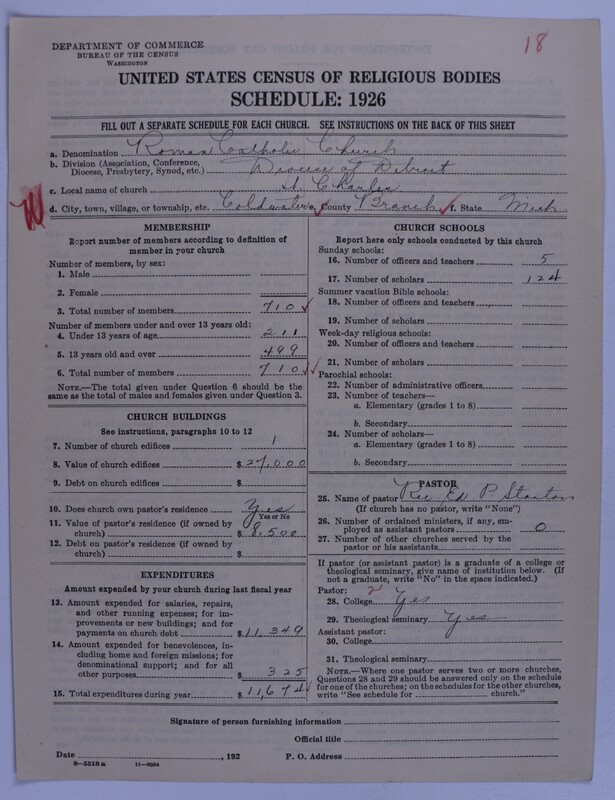 18
DEPARTMENT OF COMMERCE
BUREAU OF THE CENSUS
WASHINGTON
UNITED STATES CENSUS OF RELIGIOUS BODIES
SCHEDULE: 1926
FILL OUT A SEPARATE SCHEDULE FOR EACH CHURCH. SEE INSTRUCTIONS ON THE BACK OF THIS SHEET
a. Denomination Roman Catholic Church
b. Division (Association, Conference,
Diocese, Presbytery, Synod, etc.) Diocese of Detroit
c. Local name of church St Charles
d. City, town, village, or township, etc. Coldwater e. County Branch f. State Mich
MEMBERSHIP
Report number of members according to definition of
member in your church
Number of members, by sex:
1. Male
2. Female
3. Total number of members 710
Number of members under and over 13 years old:
4. Under 13 years of age 211
5. 13 years old and over 499
6. Total number of members 710
NOTE.—The total given under Question 6 should be
the same as the total of males and females given under Question 3.
CHURCH BUILDINGS
See instructions, paragraphs 10 to 12
7. Number of church edifices 1
8. Value of church edifices $27,000
9. Debt on church edifices $
10. Does church own pastor's residence Yes
Yes or No
11. Value of pastor's residence (if owned by
church) $8,500
12. Debt on pastor's residence (if owned by
church) $
EXPENDITURES
Amount expended by your church during last fiscal year
13. Amount expended for salaries, repairs,
and other running expenses; for im-
provements or new buildings; and for
payments on church debt $11,349
14. Amount expended for benevolences, in-
cluding home and foreign missions; for
denominational support; and for all
other purposes $325
15. Total expenditures during year $11,674
CHURCH SCHOOLS
Report here only schools conducted by this church
Sunday schools:
16. Number of officers and teachers 5
17. Number of scholars 124
Summer vacation Bible schools:
18. Number of officers and teachers
19. Number of scholars
Week-day religious schools:
20. Number of officers and teachers
21. Number of scholars
Parochial schools:
22. Number of administrative officers
23. Number of teachers—
a. Elementary (grades 1 to 8)
b. Secondary
24. Number of scholars—
a. Elementary (grades 1 to 8)
b. Secondary
PASTOR
25. Name of pastor Rev Ed. P Stanton
(If church has no pastor, write "None")
26. Number of ordained ministers, if any, em-
ployed as assistant pastors 0
27. Number of other churches served by the
pastor or his assistants
If pastor (or assistant pastor) is a graduate of a college or
theological seminary, give name of institution below. (If
not a graduate, write "No" in the space indicated.)
Pastor: 2
28. College Yes
29. Theological seminary Yes
Assistant pastor:
30. College
31. Theological seminary
NOTE.—Where one pastor serves two or more churches,
Questions 28 and 29 should be answered only on the schedule
for one of the churches; on the schedules for the other churches,
write "See schedule for church."
Signature of person furnishing information
Official title
Date , 192 P. O. Address
8—5518a 11—9034